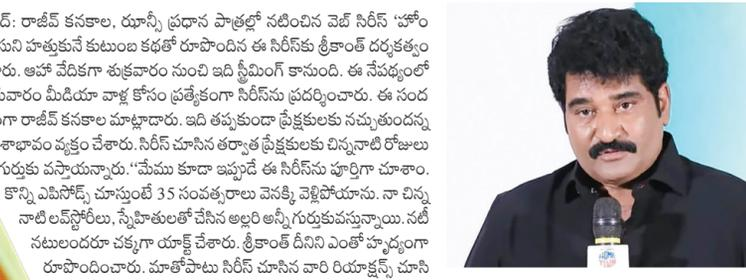 ద్: రాజీవ్ కనకాల, ఝాన్సీ ప్రధాన పాత్రల్లో నటించిన వెబ్ సిరీస్ ‘హోం
సుని హత్తుకునే కుటుంబ కథతో రూపొందిన ఈ సిరీస్‌కు శ్రీకాంత్ దర్శకత్వం
రు. ఆహా వేదికగా శుక్రవారం నుంచి ఇది స్ట్రీమింగ్ కానుంది. ఈ నేపథ్యంలో
వారం మీడియా వాళ్ల కోసం ప్రత్యేకంగా సిరీస్‌ను ప్రదర్శించారు. ఈ సంద
ంగా రాజీవ్ కనకాల మాట్లాడారు. ఇది తప్పకుండా ప్రేక్షకులకు నచ్చుతుందన్న
శాభావం వ్యక్తం చేశారు. సిరీస్ చూసిన తర్వాత ప్రేక్షకులకు చిన్ననాటి రోజులు
గుర్తుకు వస్తాయన్నారు. “మేము కూడా ఇప్పుడే ఈ సిరీస్‌ను పూర్తిగా చూశాం.
కొన్ని ఎపిసోడ్స్ చూస్తుంటే 35 సంవత్సరాలు వెనక్కి వెళ్లిపోయాను. నా చిన్న
నాటి లవ్‌స్టోరీలు, స్నేహితులతో చేసిన అల్లరి అన్నీ గుర్తుకువస్తున్నాయి. నటీ
నటులందరూ చక్కగా యాక్ట్ చేశారు. శ్రీకాంత్ దీనిని ఎంతో హృద్యంగా
రూపొందించారు. మాతోపాటు సిరీస్ చూసిన వారి రియాక్షన్స్ చూసి